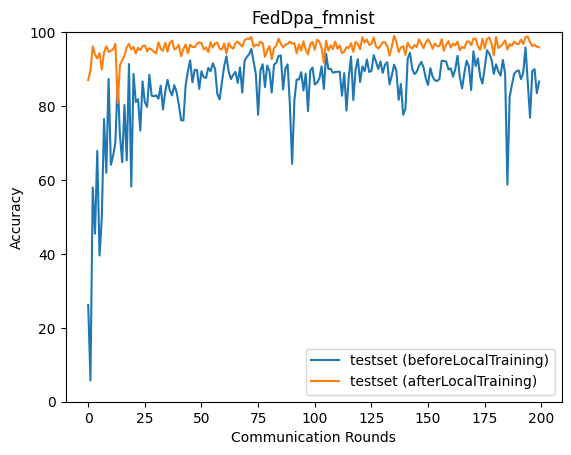 FedDpa_fmnist
100
80
60
40
20
0
Accuracy
testset (beforeLocalTraining)
testset (afterLocalTraining)
0 25 50 75 100 125 150 175 200
Communication Rounds